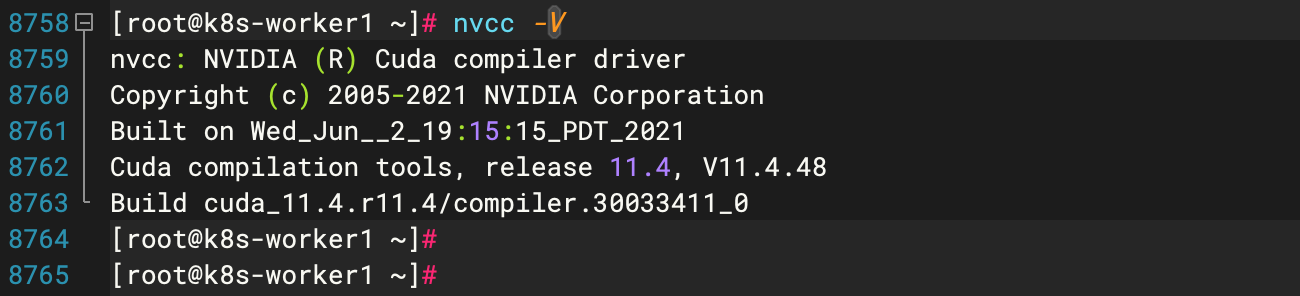 8758 [root@k8s-worker1 ~]# nvcc -V
8759 nvcc: NVIDIA (R) Cuda compiler driver
8760 Copyright (c) 2005-2021 NVIDIA Corporation
8761 Built on Wed_Jun__2_19:15:15_PDT_2021
8762 Cuda compilation tools, release 11.4, V11.4.48
8763 Build cuda_11.4.r11.4/compiler.30033411_0
8764 [root@k8s-worker1 ~]#
8765 [root@k8s-worker1 ~]#